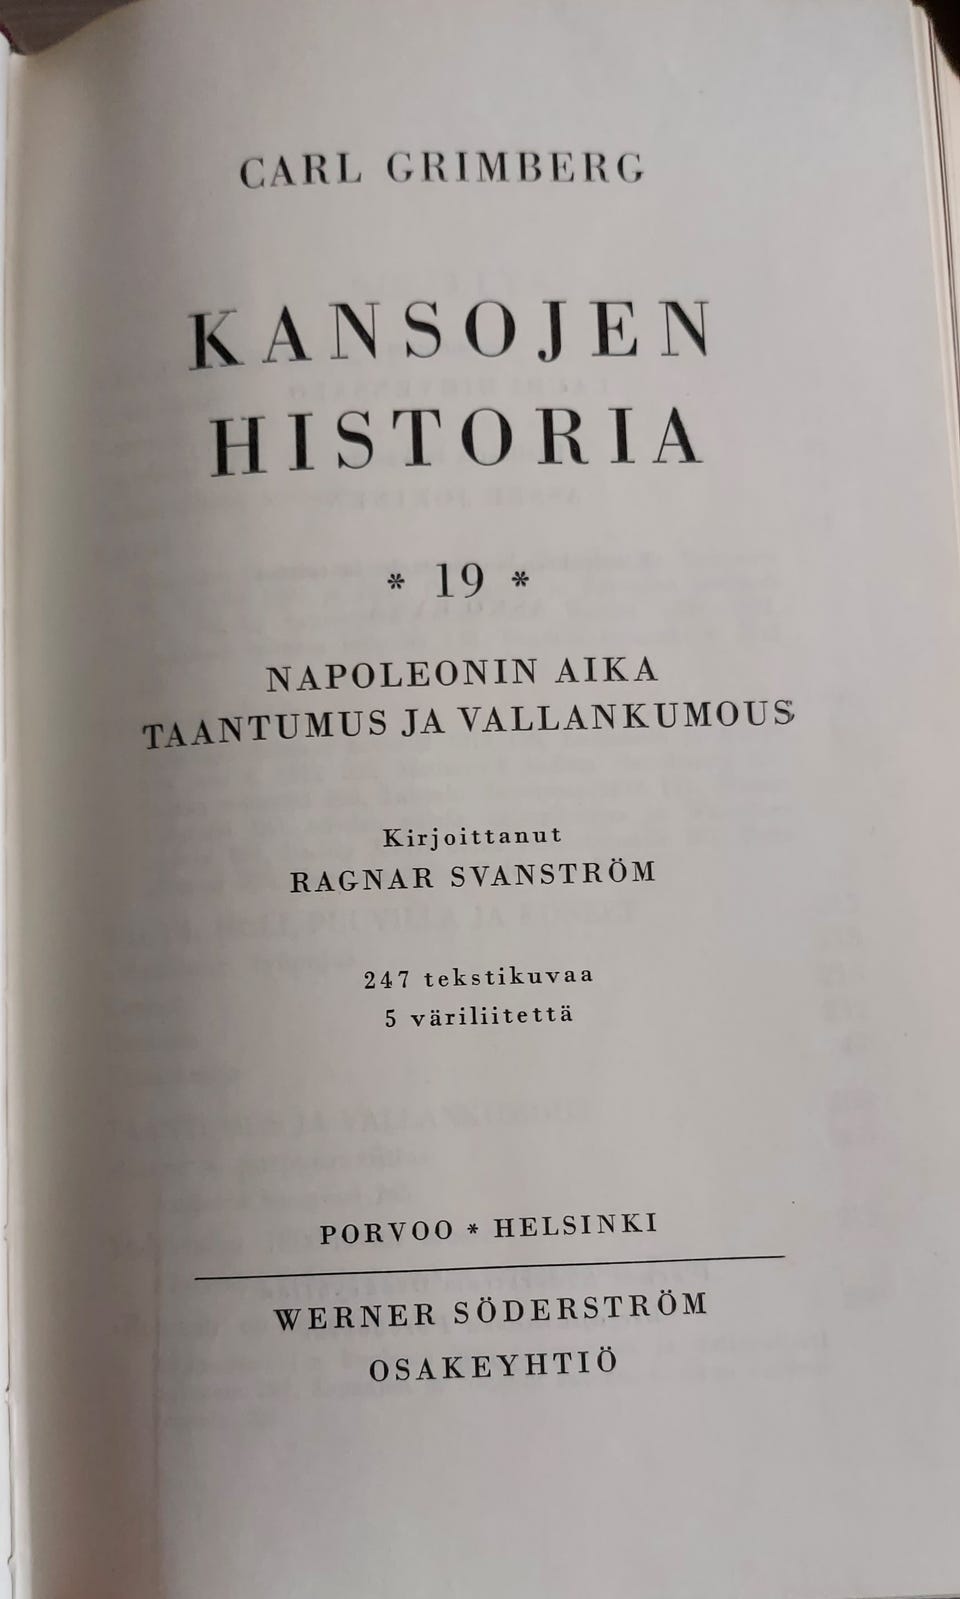 CARL GRIMBERG
KANSOJEN
HISTORIA
* 19 *
NAPOLEONIN AIKA
TAANTUMUS JA VALLANKUMOUS
Kirjoittanut
RAGNAR SVANSTRÖM
247 tekstikuvaa
5 väriliitettä
PORVOO * HELSINKI
WERNER SÖDERSTRÖM
OSAKEYHTIÖ